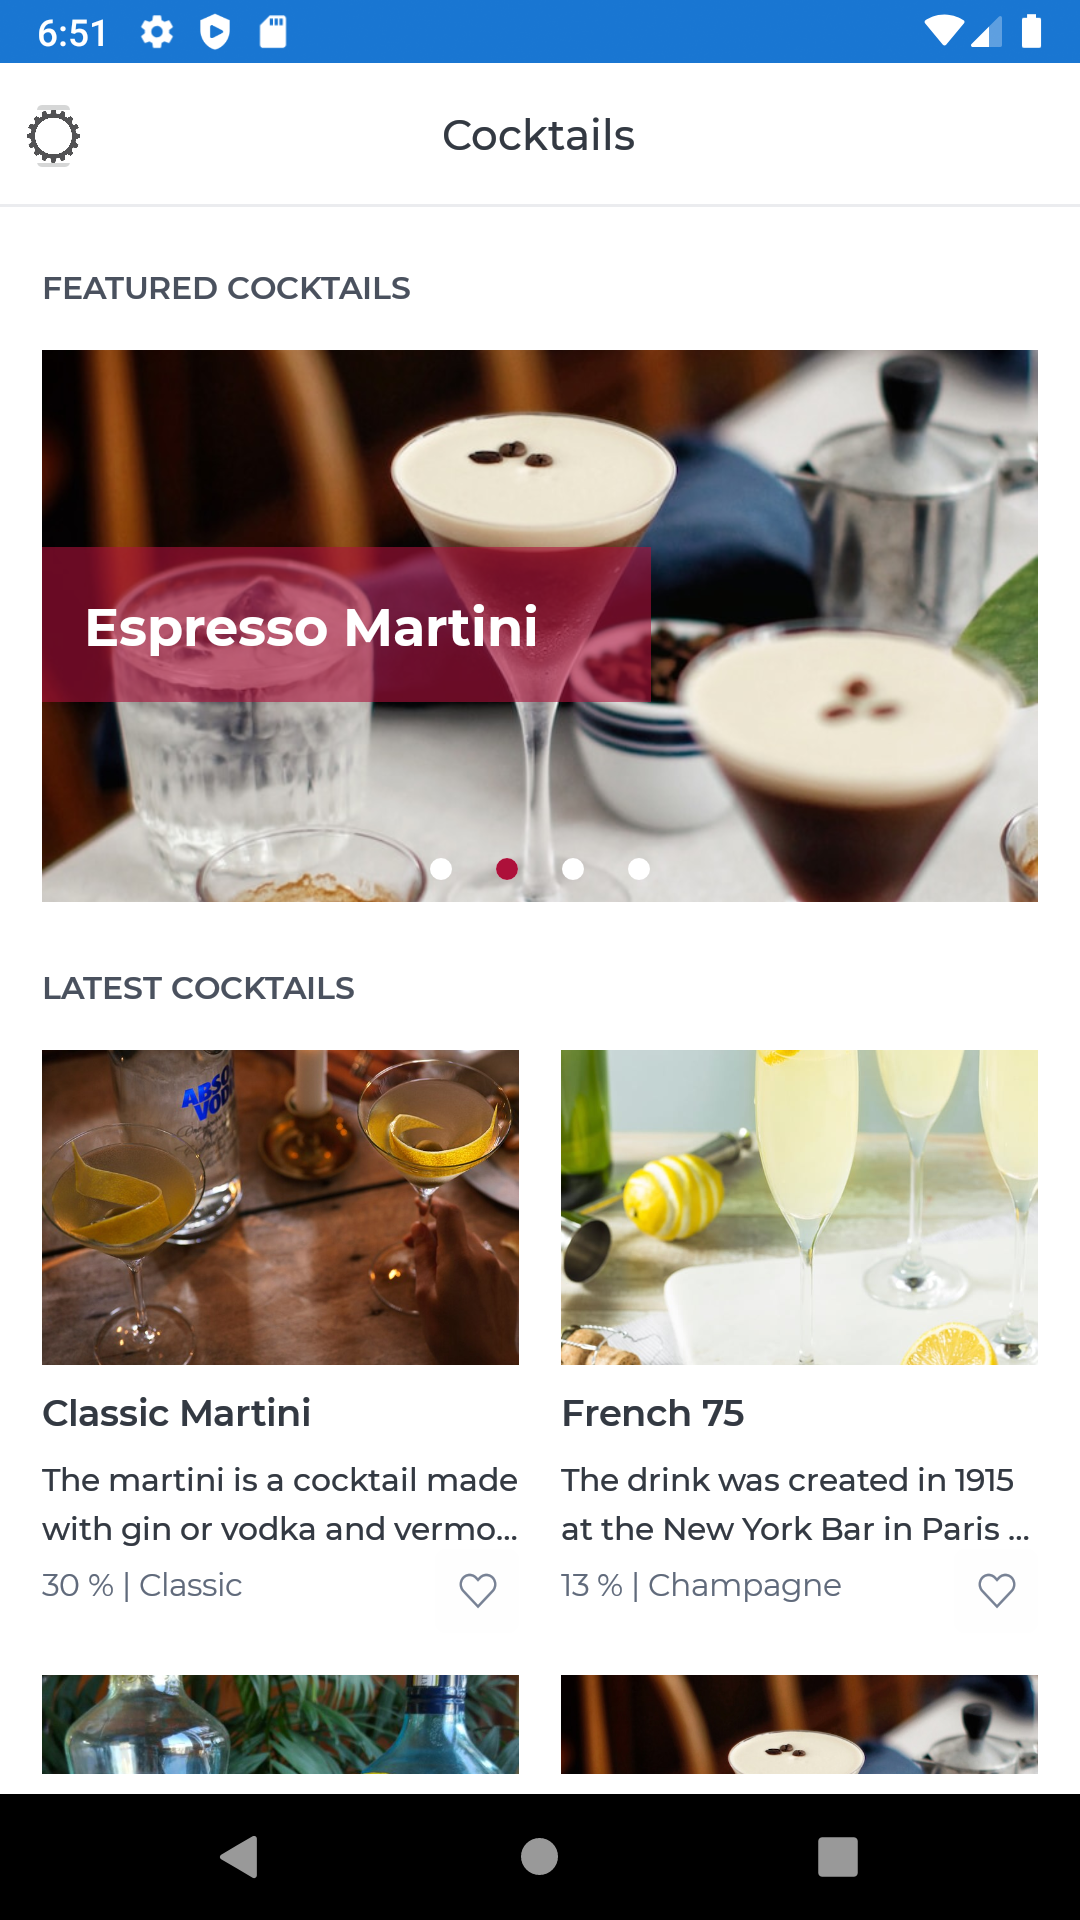 6:51
Cocktails
FEATURED COCKTAILS
Espresso Martini
LATEST COCKTAILS
Classic Martini
The martini is a cocktail made
with gin or vodka and vermo...
30 % | Classic
French 75
The drink was created in 1915
at the New York Bar in Paris ...
13 % | Champagne